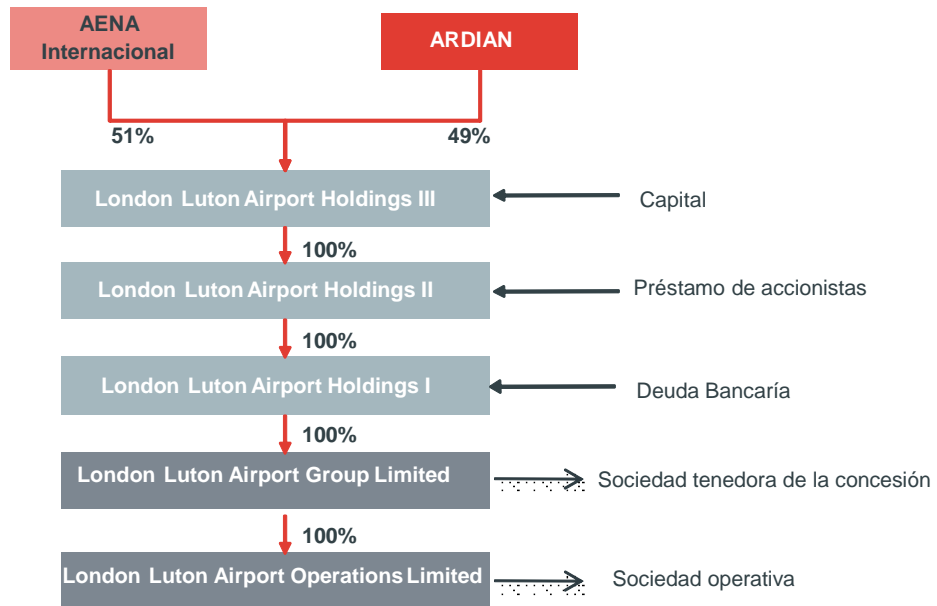 AENA
Internacional
ARDIAN
51%
49%
London Luton Airport Holdings III
Capital
100%
London Luton Airport Holdings II
Préstamo de accionistas
100%
London Luton Airport Holdings I
Deuda Bancaría
100%
London Luton Airport Group Limited
Sociedad tenedora de la concesión
100%
London Luton Airport Operations Limited
Sociedad operativa